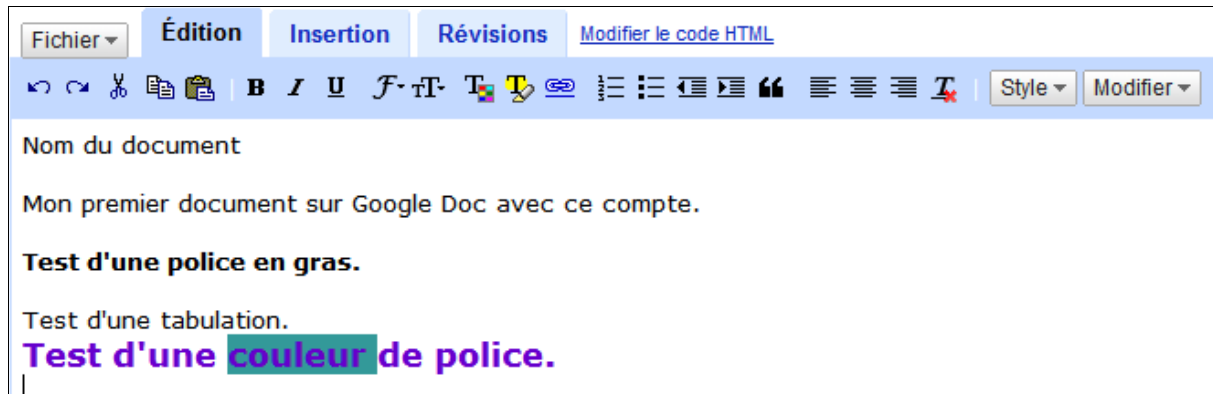 Fichier Édition Insertion Révisions Modifier le code HTML
B I U F TT T T T Style Modifier
Nom du document
Mon premier document sur Google Doc avec ce compte.
Test d'une police en gras.
Test d'une tabulation.
Test d'une couleur de police.